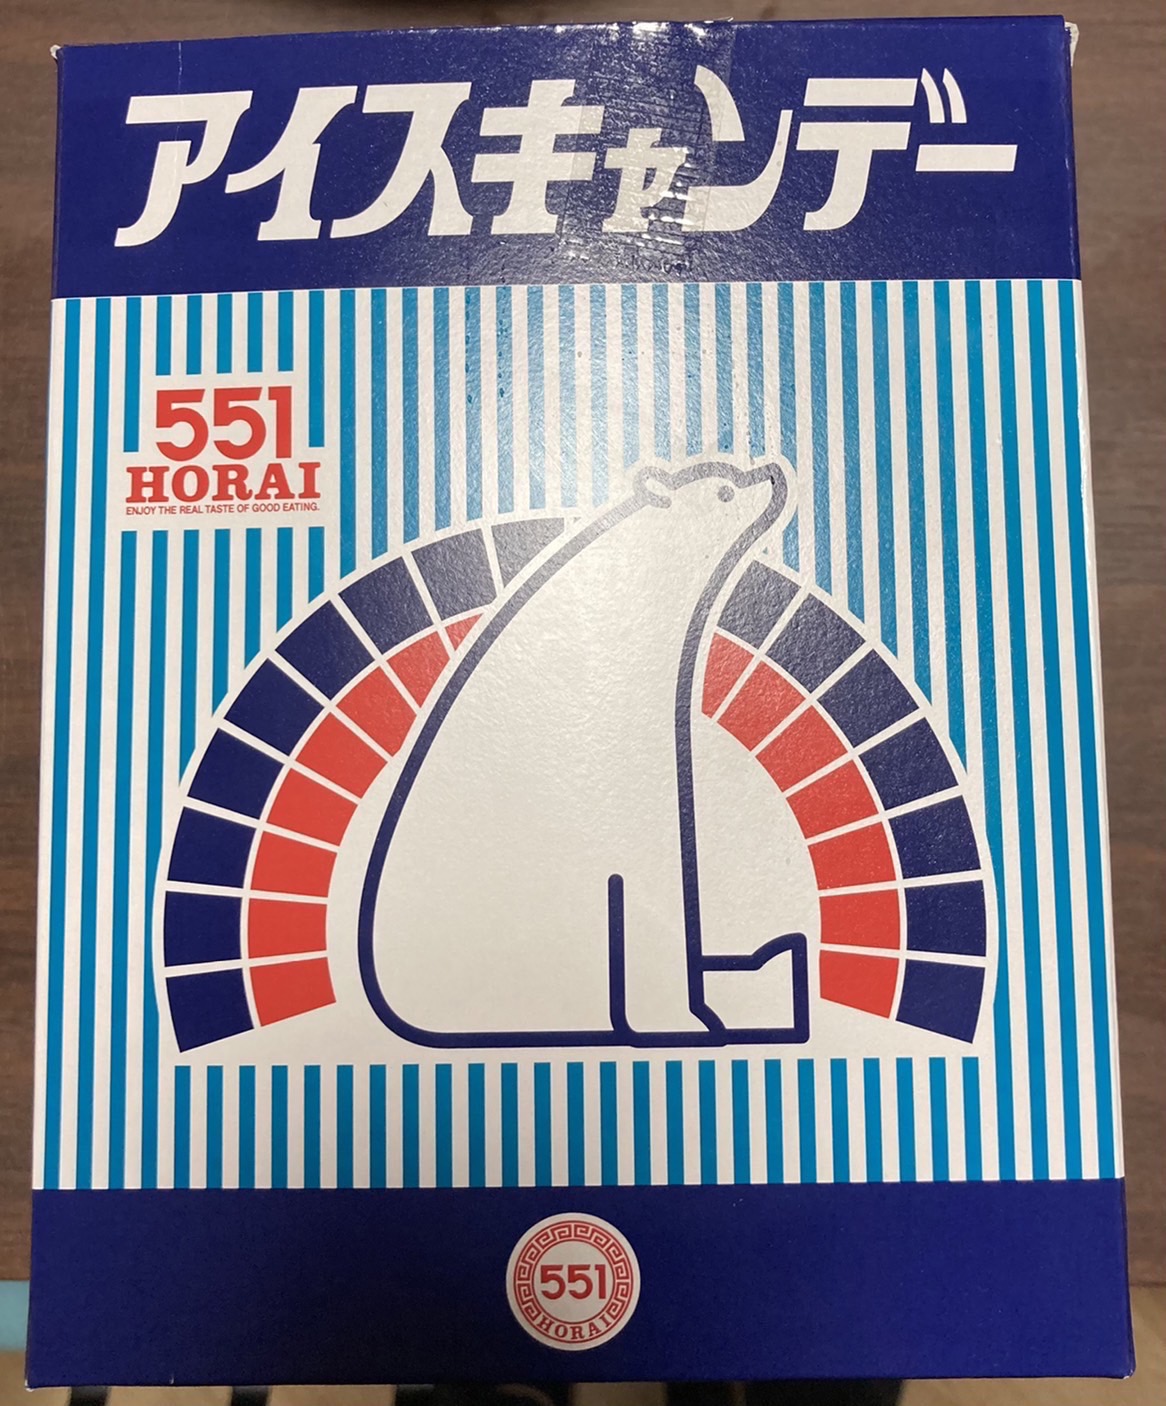 アイスキャンデー
551
HORAI
ENJOY THE REAL TASTE OF GOOD EATING.
551
HORAI